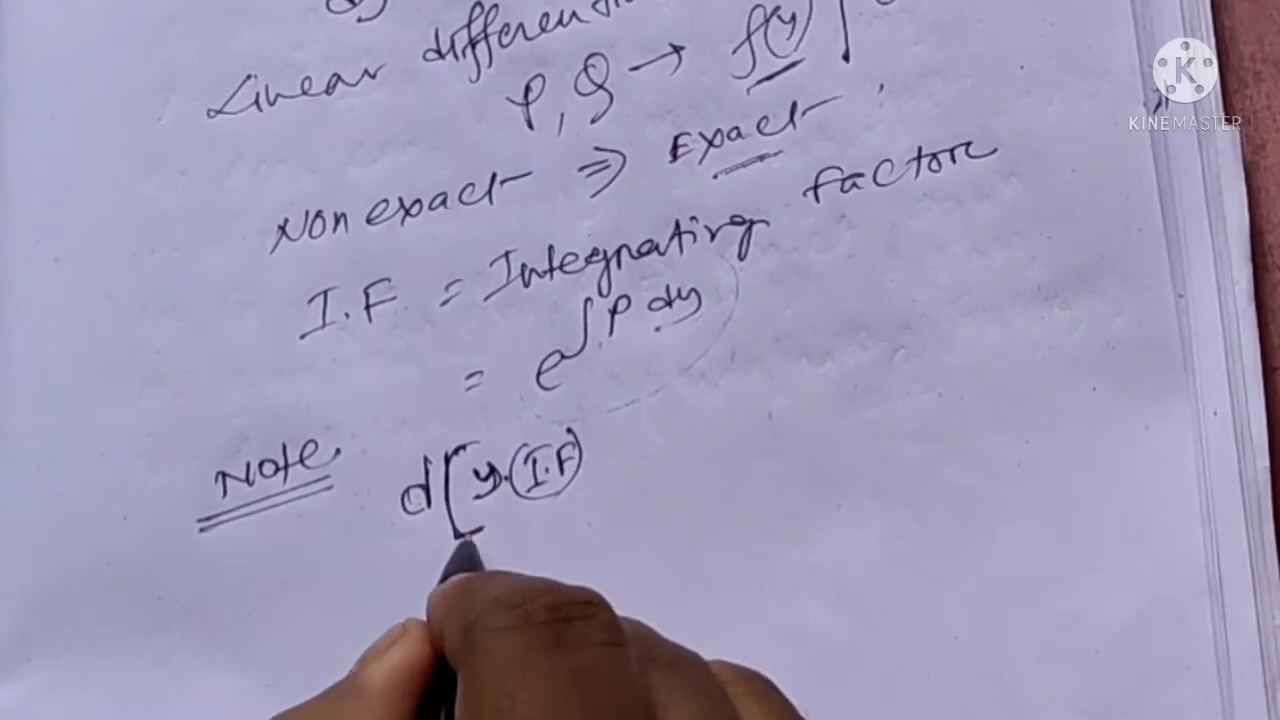 Linear differen
P, Q → f(y)
Non exact ⇒ Exact
I.F. = Integrating factor
= e^∫P dy
Note d[y.(I.F)
KINEMASTER